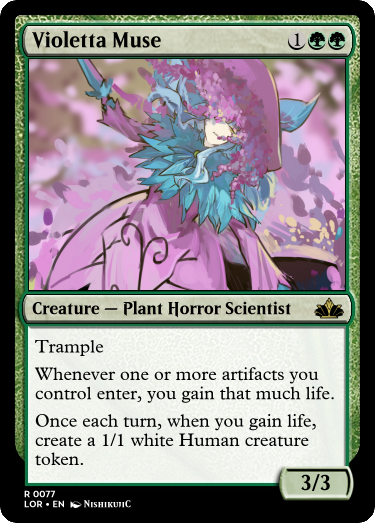 Violetta Muse 1
Creature — Plant Horror Scientist
Trample
Whenever one or more artifacts you
control enter, you gain that much life.
Once each turn, when you gain life,
create a 1/1 white Human creature
token.
3/3
R 0077
LOR • EN NishikujiC